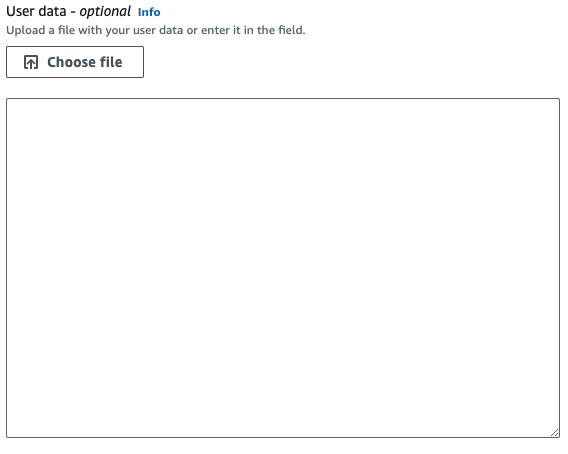 User data - optional Info
Upload a file with your user data or enter it in the field.
Choose file